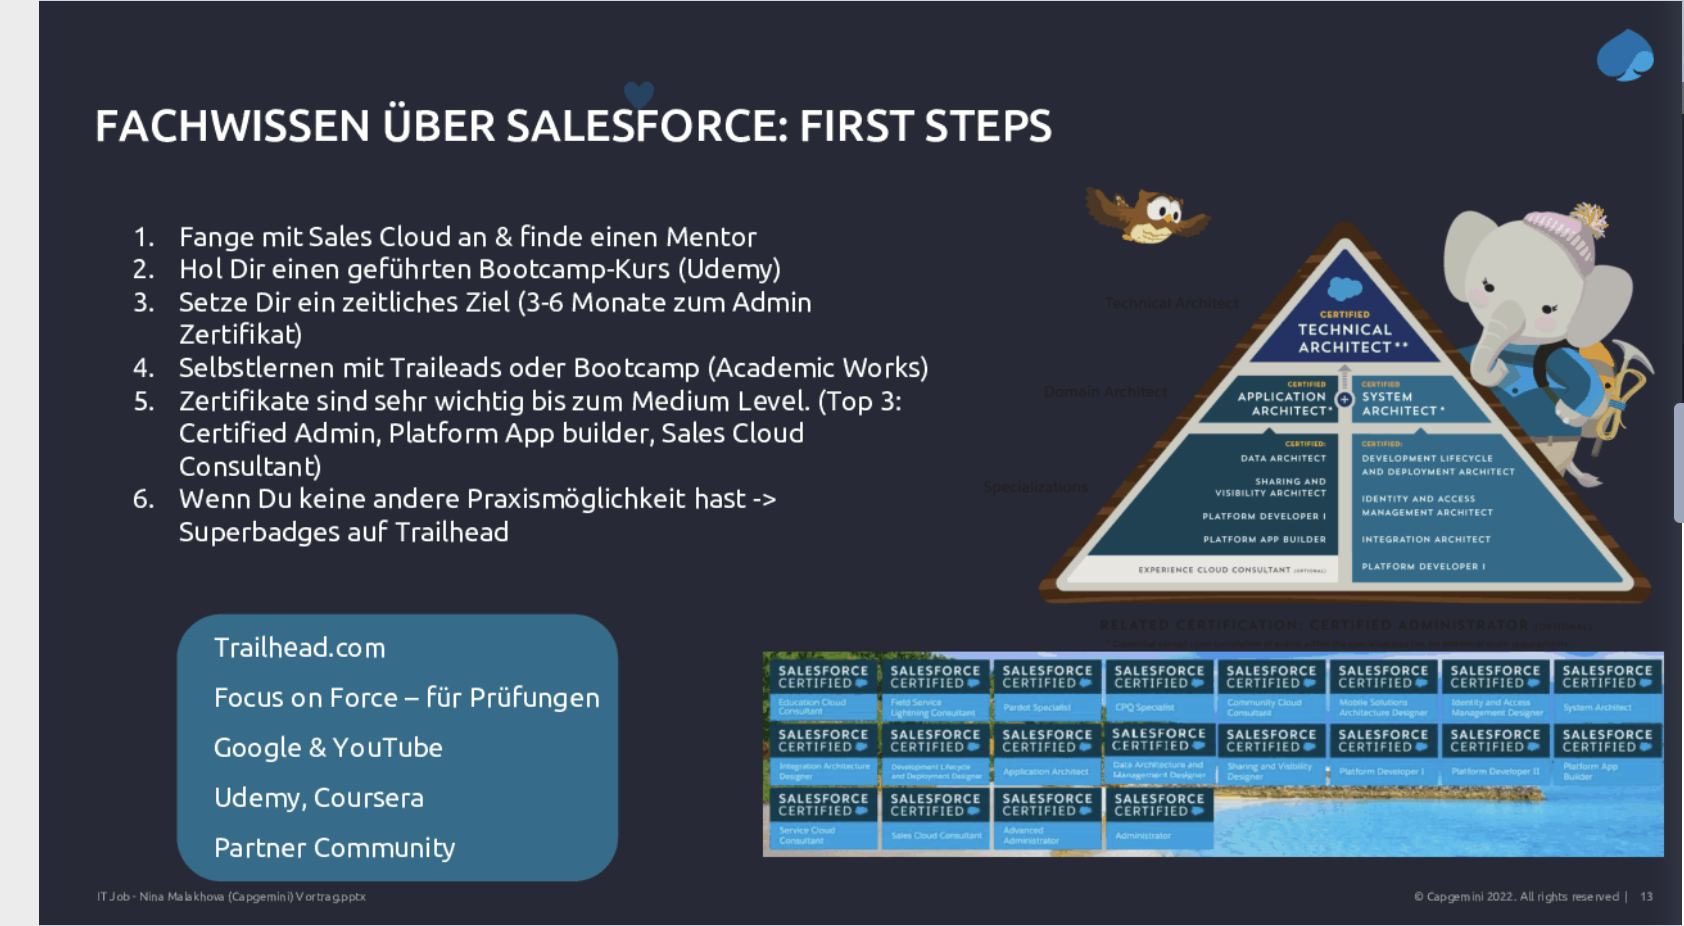 FACHWISSEN ÜBER SALESFORCE: FIRST STEPS
1. Fange mit Sales Cloud an & finde einen Mentor
2. Hol Dir einen geführten Bootcamp-Kurs (Udemy)
3. Setze Dir ein zeitliches Ziel (3-6 Monate zum Admin
Zertifikat)
4. Selbstlernen mit Traileads oder Bootcamp (Academic Works)
5. Zertifikate sind sehr wichtig bis zum Medium Level. (Top 3:
Certified Admin, Platform App builder, Sales Cloud
Consultant)
6. Wenn Du keine andere Praxismöglichkeit hast ->
Superbadges auf Trailhead
Trailhead.com
Focus on Force – für Prüfungen
Google & YouTube
Udemy, Coursera
Partner Community
Technical Architect
Domain Architect
Specializations
CERTIFIED
TECHNICAL
ARCHITECT**
CERTIFIED
APPLICATION
ARCHITECT*
CERTIFIED
SYSTEM
ARCHITECT*
CERTIFIED:
DATA ARCHITECT
SHARING AND
VISIBILITY ARCHITECT
PLATFORM DEVELOPER I
PLATFORM APP BUILDER
EXPERIENCE CLOUD CONSULTANT (OPTIONAL)
CERTIFIED:
DEVELOPMENT LIFECYCLE
AND DEPLOYMENT ARCHITECT
IDENTITY AND ACCESS
MANAGEMENT ARCHITECT
INTEGRATION ARCHITECT
PLATFORM DEVELOPER I
RELATED CERTIFICATION: CERTIFIED ADMINISTRATOR (OPTIONAL)
SALESFORCE
CERTIFIED
Education Cloud
Consultant
SALESFORCE
CERTIFIED
Field Service
Lightning Consultant
SALESFORCE
CERTIFIED
Pardot Specialist
SALESFORCE
CERTIFIED
CPQ Specialist
SALESFORCE
CERTIFIED
Community Cloud
Consultant
SALESFORCE
CERTIFIED
Mobile Solutions
Architecture Designer
SALESFORCE
CERTIFIED
Identity and Access
Management Designer
SALESFORCE
CERTIFIED
System Architect
SALESFORCE
CERTIFIED
Integration Architecture
Designer
SALESFORCE
CERTIFIED
Development Lifecycle
and Deployment Designer
SALESFORCE
CERTIFIED
Application Architect
SALESFORCE
CERTIFIED
Data Architecture and
Management Designer
SALESFORCE
CERTIFIED
Sharing and Visibility
Designer
SALESFORCE
CERTIFIED
Platform Developer I
SALESFORCE
CERTIFIED
Platform Developer II
SALESFORCE
CERTIFIED
Platform App
Builder
SALESFORCE
CERTIFIED
Service Cloud
Consultant
SALESFORCE
CERTIFIED
Sales Cloud Consultant
SALESFORCE
CERTIFIED
Advanced
Administrator
SALESFORCE
CERTIFIED
Administrator
IT Job - Nina Malakhova (Capgemini) Vortrag.pptx
© Capgemini 2022. All rights reserved | 13